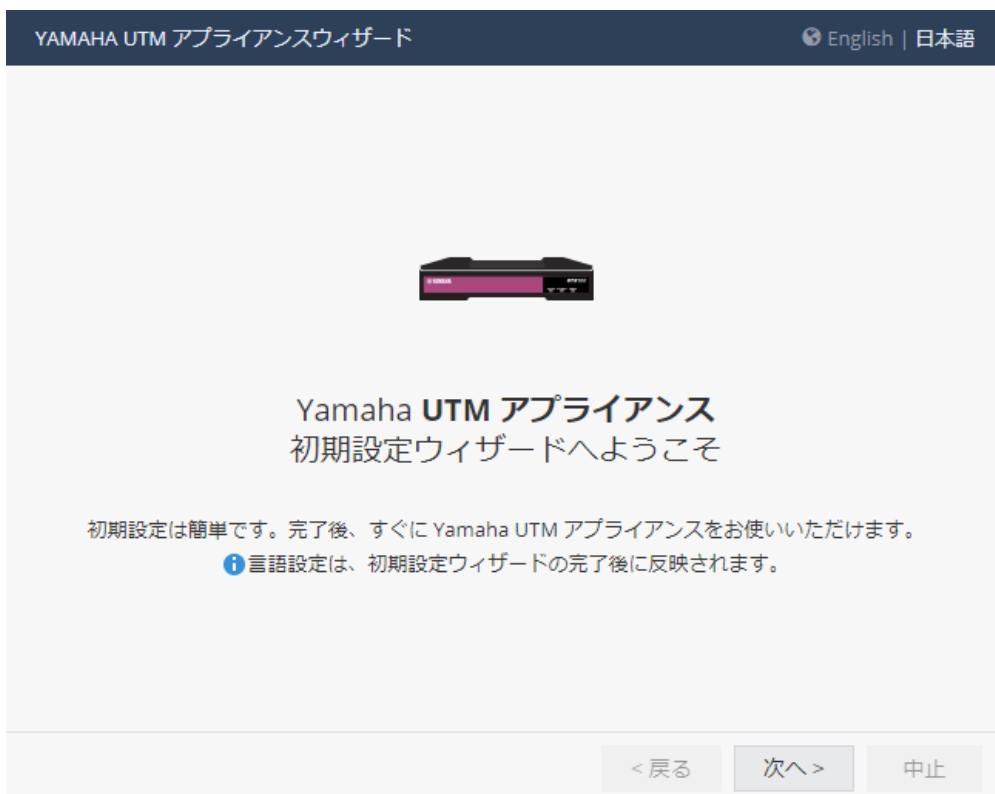 YAMAHA UTM アプライアンスウィザード
English | 日本語
YAMAHA
Yamaha UTM アプライアンス
初期設定ウィザードへようこそ
初期設定は簡単です。完了後、すぐに Yamaha UTM アプライアンスをお使いいただけます。
言語設定は、初期設定ウィザードの完了後に反映されます。
< 戻る
次へ >
中止